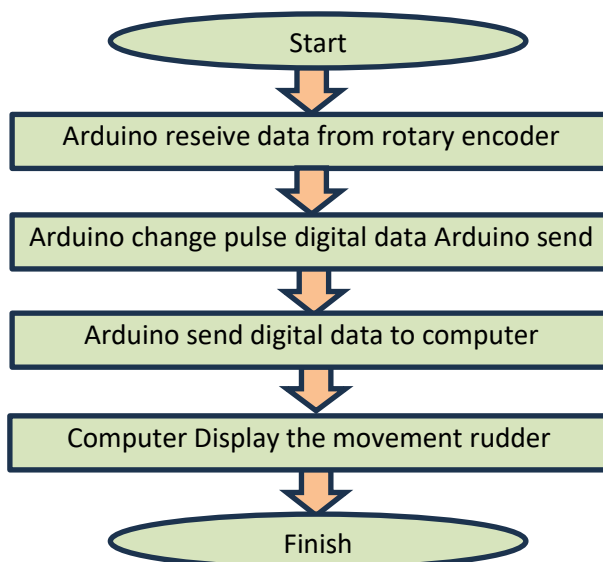 Start
Arduino reseive data from rotary encoder
Arduino change pulse digital data Arduino send
Arduino send digital data to computer
Computer Display the movement rudder
Finish